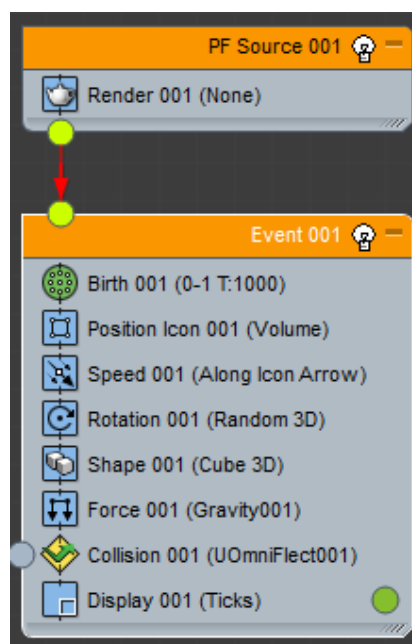 PF Source 001
Render 001 (None)
Event 001
Birth 001 (0-1 T:1000)
Position Icon 001 (Volume)
Speed 001 (Along Icon Arrow)
Rotation 001 (Random 3D)
Shape 001 (Cube 3D)
Force 001 (Gravity001)
Collision 001 (UOmniFlect001)
Display 001 (Ticks)